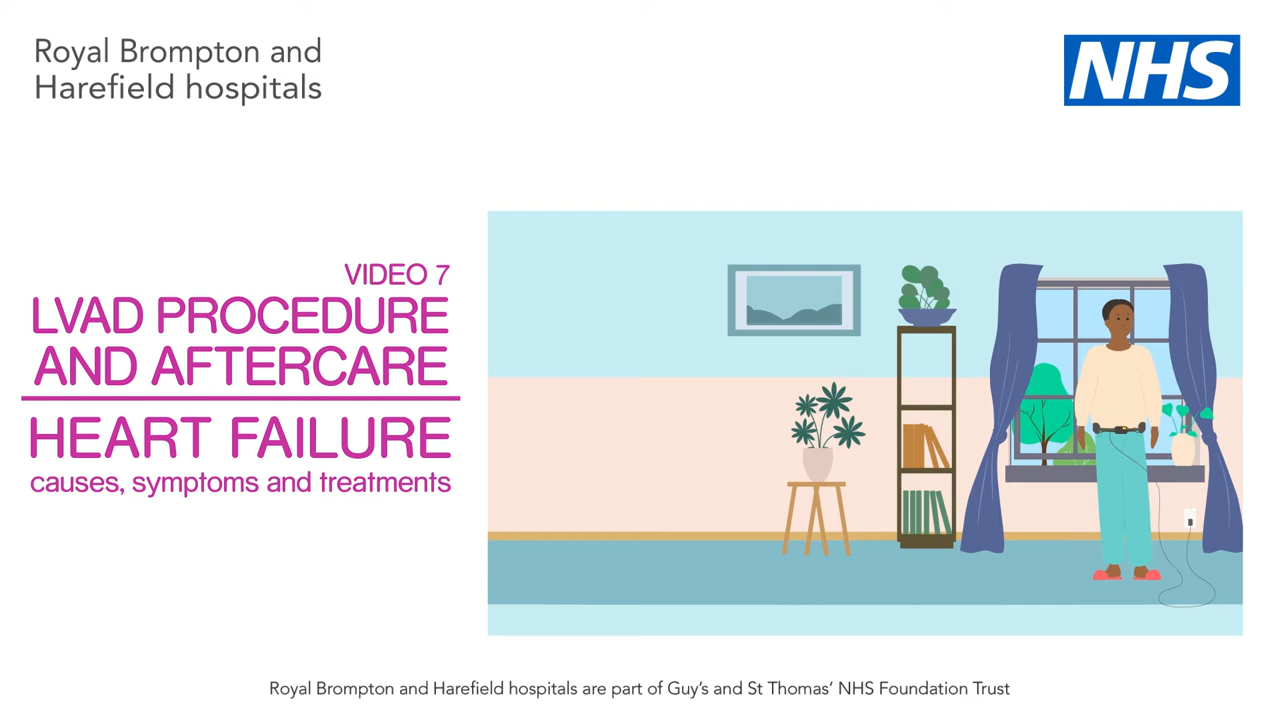 Royal Brompton and
Harefield hospitals
NHS
VIDEO 7
LVAD PROCEDURE
AND AFTERCARE
HEART FAILURE
causes, symptoms and treatments
Royal Brompton and Harefield hospitals are part of Guy’s and St Thomas’ NHS Foundation Trust